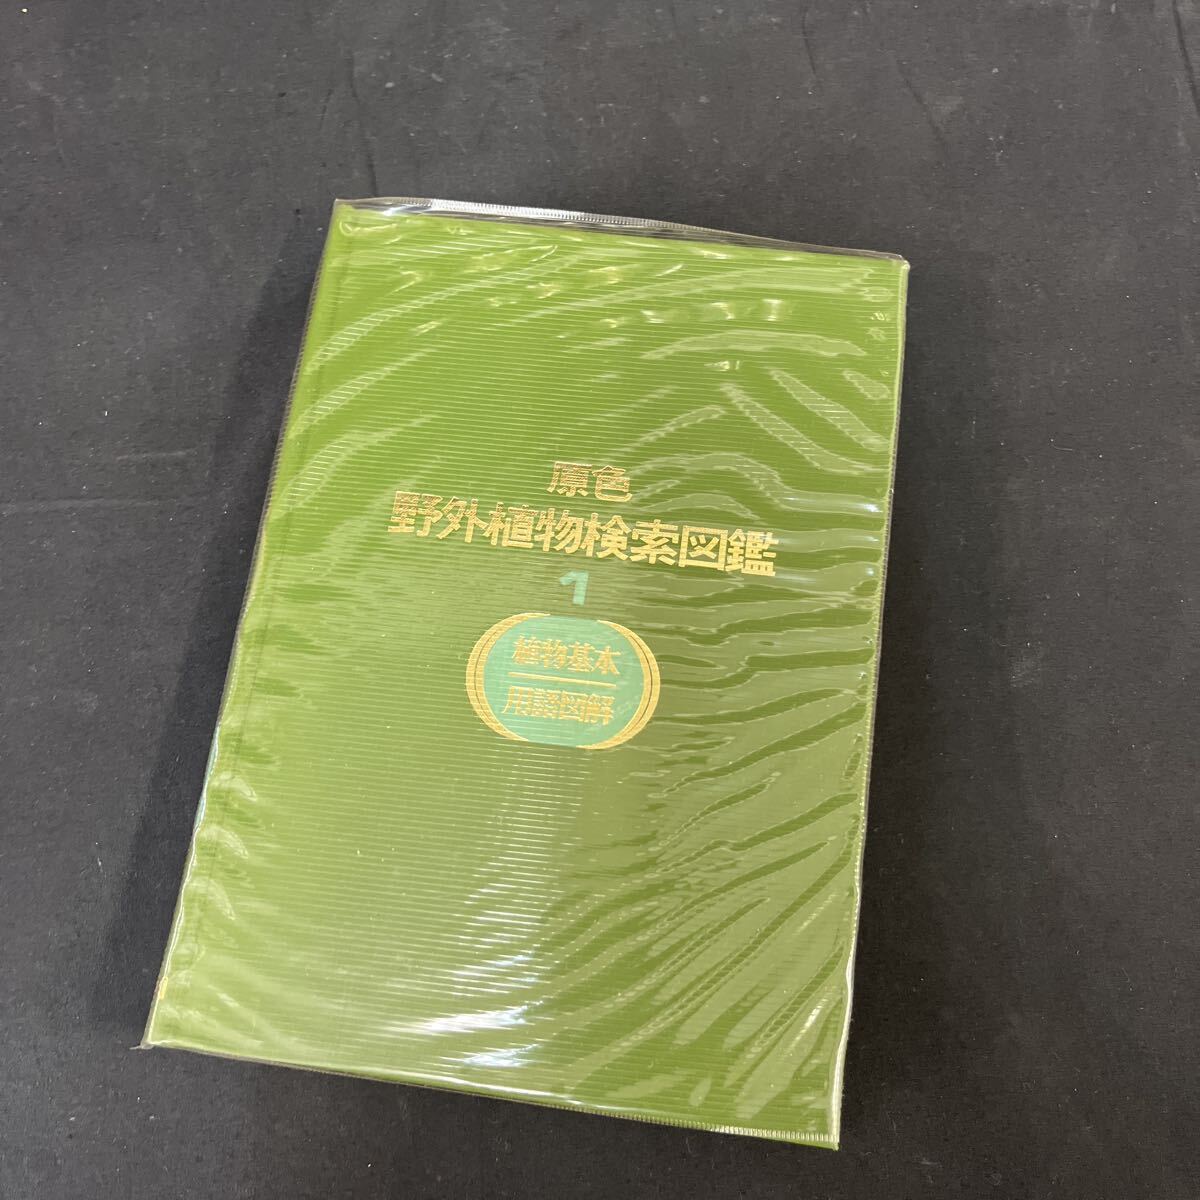 原色
野外植物検索図鑑
1
植物基本
用語図解